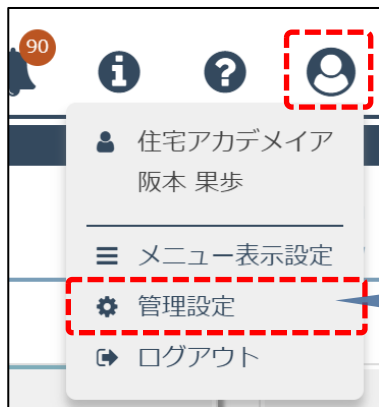 90
住宅アカデメイア
阪本 果歩
メニュー表示設定
管理設定
ログアウト